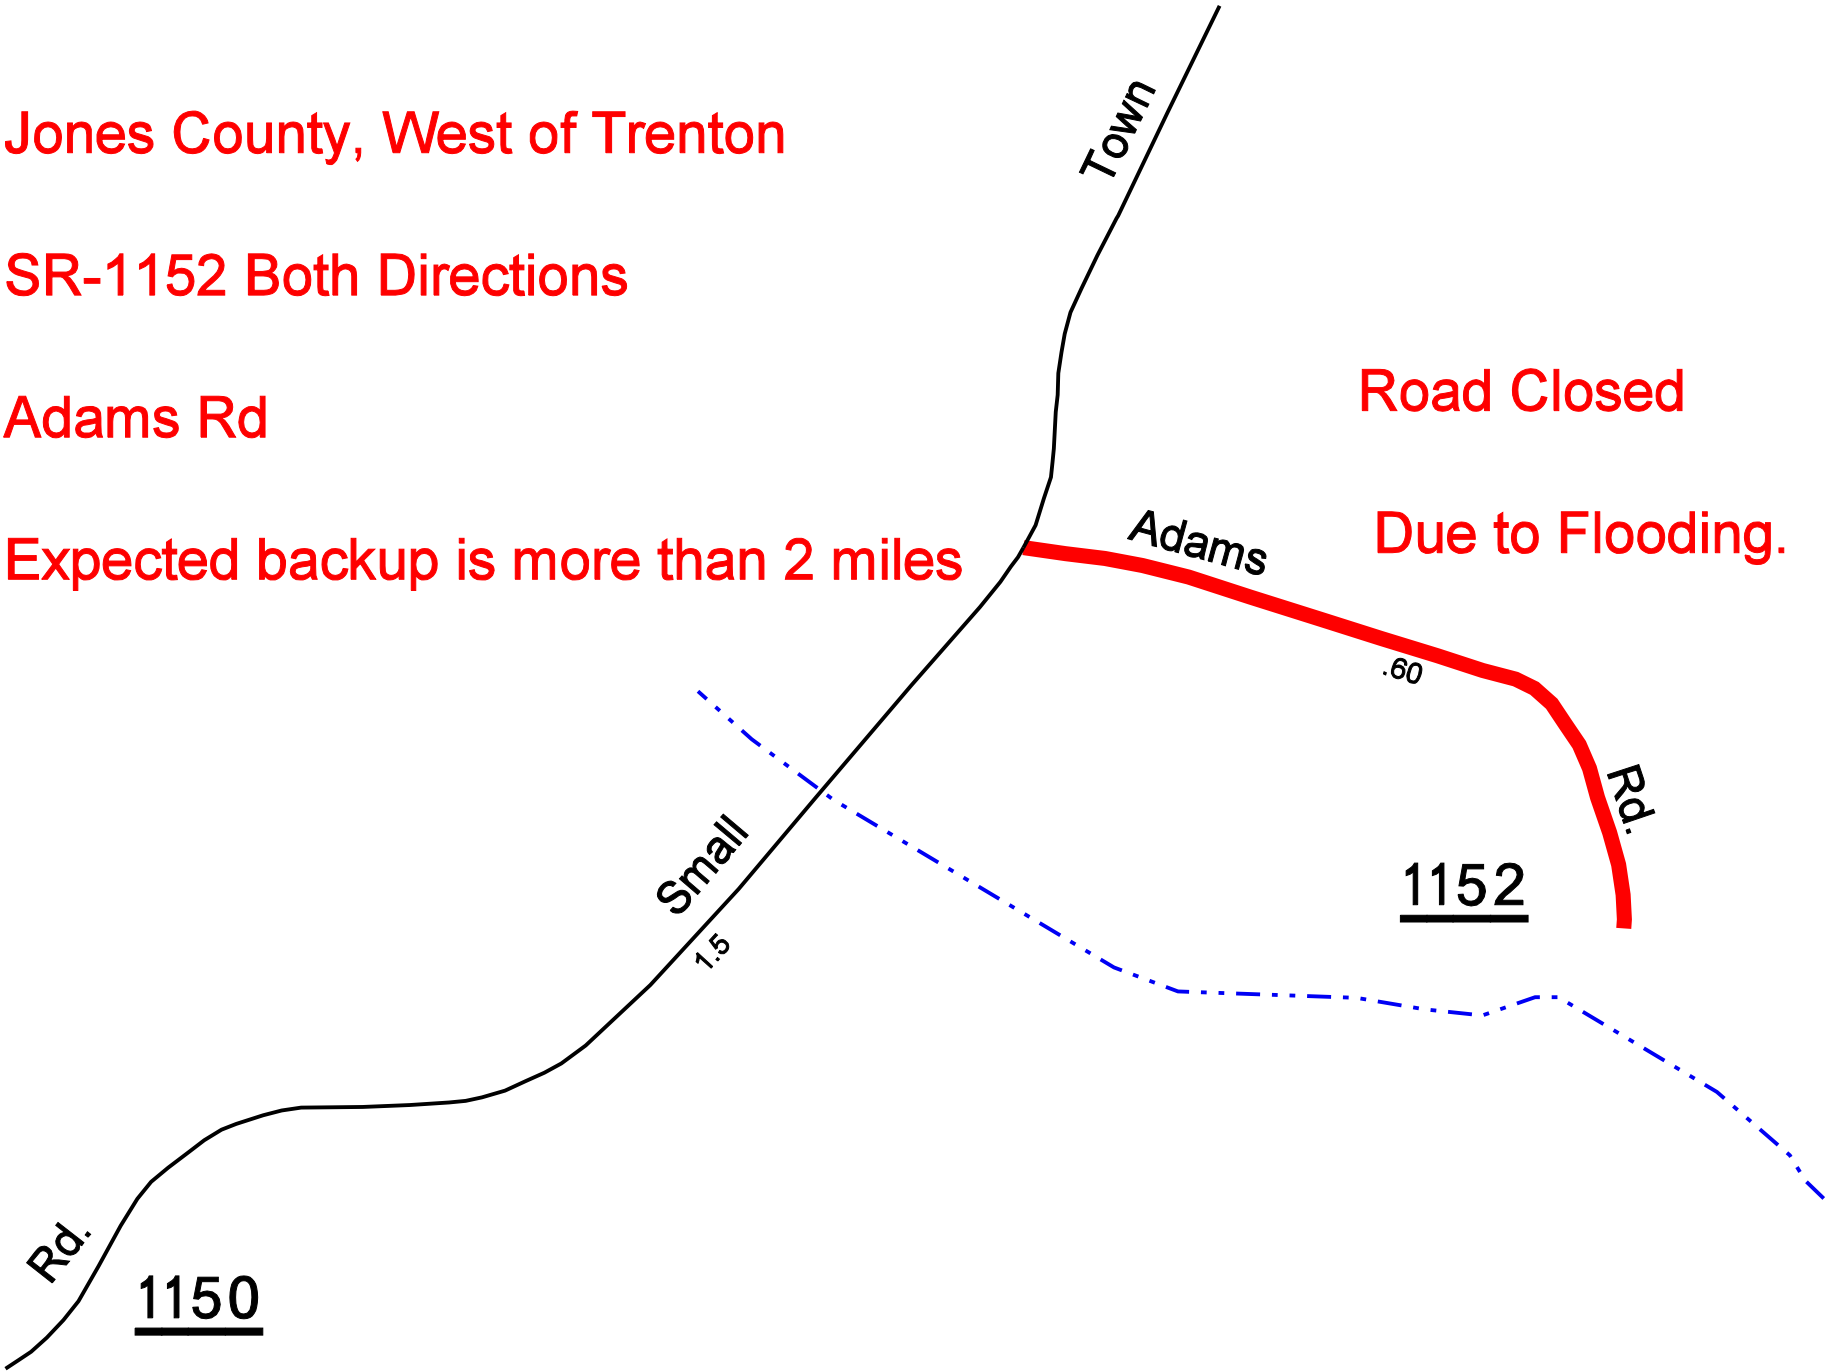 Jones County, West of Trenton
SR-1152 Both Directions
Adams Rd
Expected backup is more than 2 miles
Road Closed
Due to Flooding.
Town
Adams
.60
Rd.
1152
Small
1.5
Rd.
1150